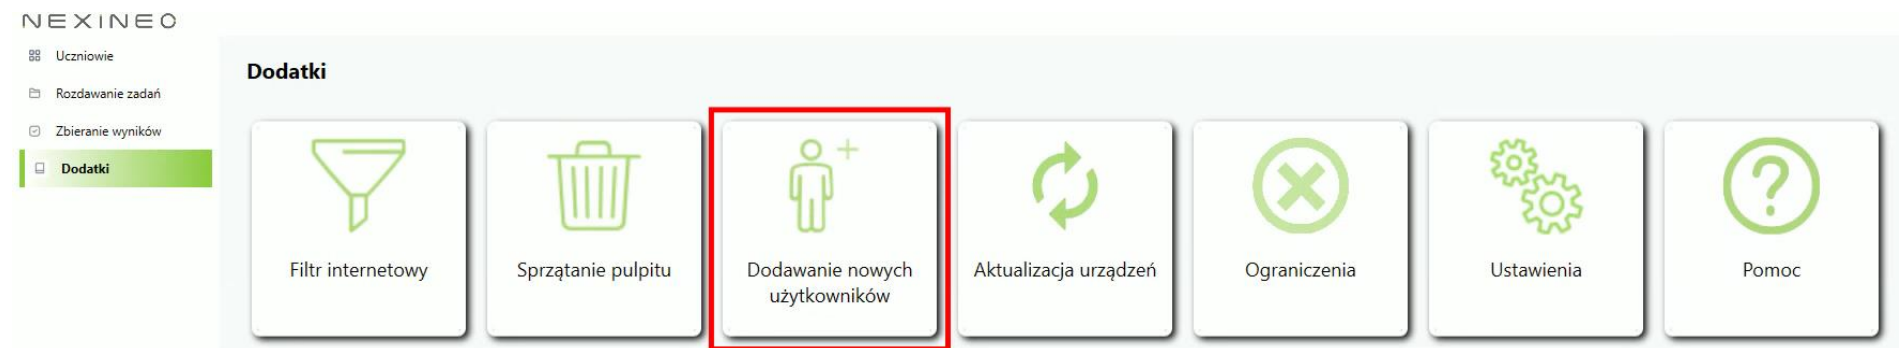 NEXINEO
Uczniowie
Rozdawanie zadań
Zbieranie wyników
Dodatki
Dodatki
Filtr internetowy
Sprzątanie pulpitu
Dodawanie nowych
użytkowników
Aktualizacja urządzeń
Ograniczenia
Ustawienia
Pomoc